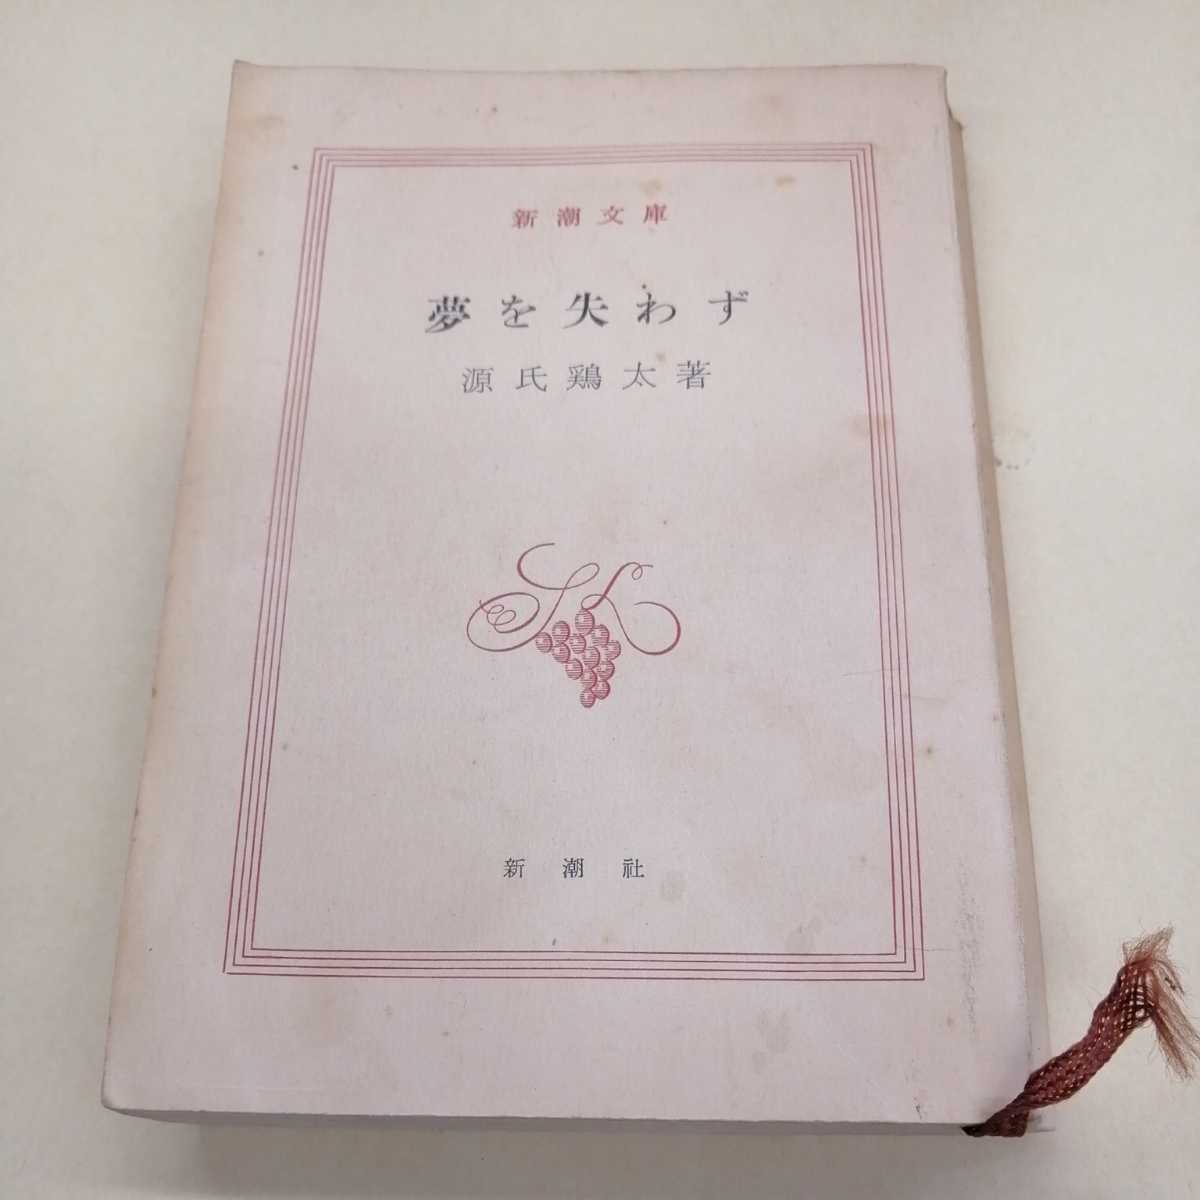 新潮文庫
夢を失わず
源氏鶏太著
新潮社